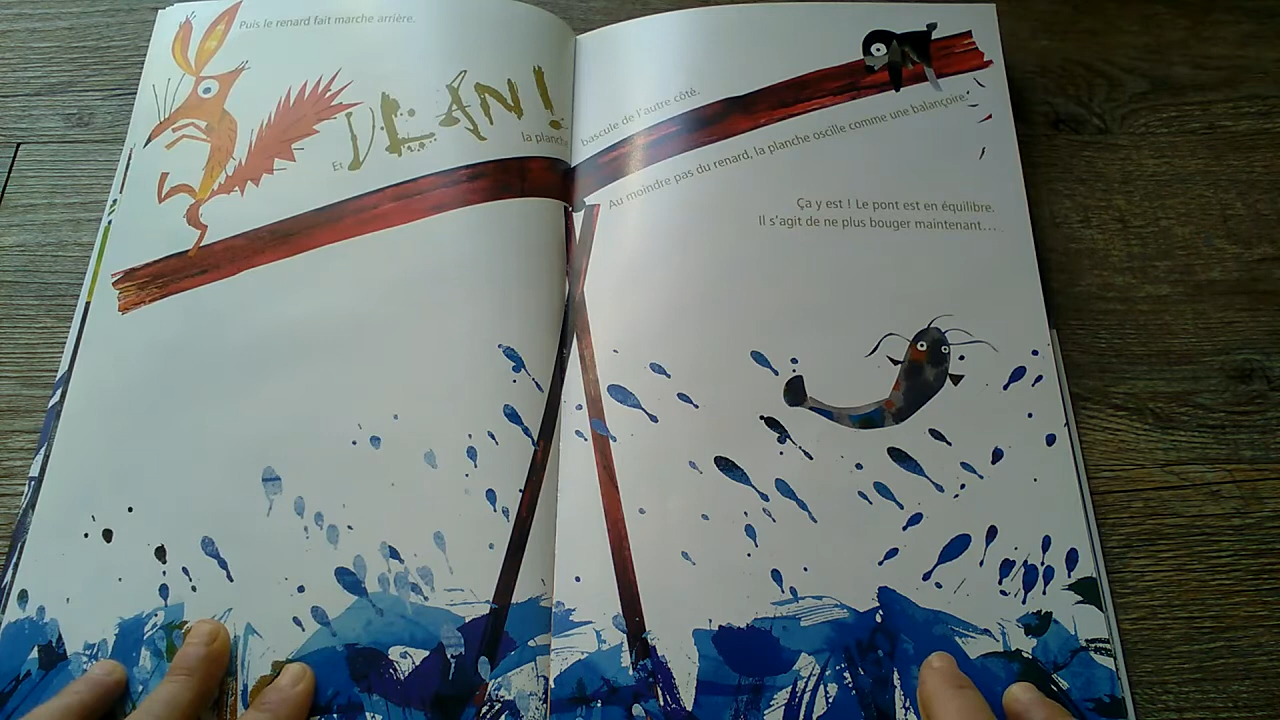 Puis le renard fait marche arrière.
Et VLAN !
la planche bascule de l'autre côté.
Au moindre pas du renard, la planche oscille comme une balançoire.
Ça y est ! Le pont est en équilibre.
Il s'agit de ne plus bouger maintenant…